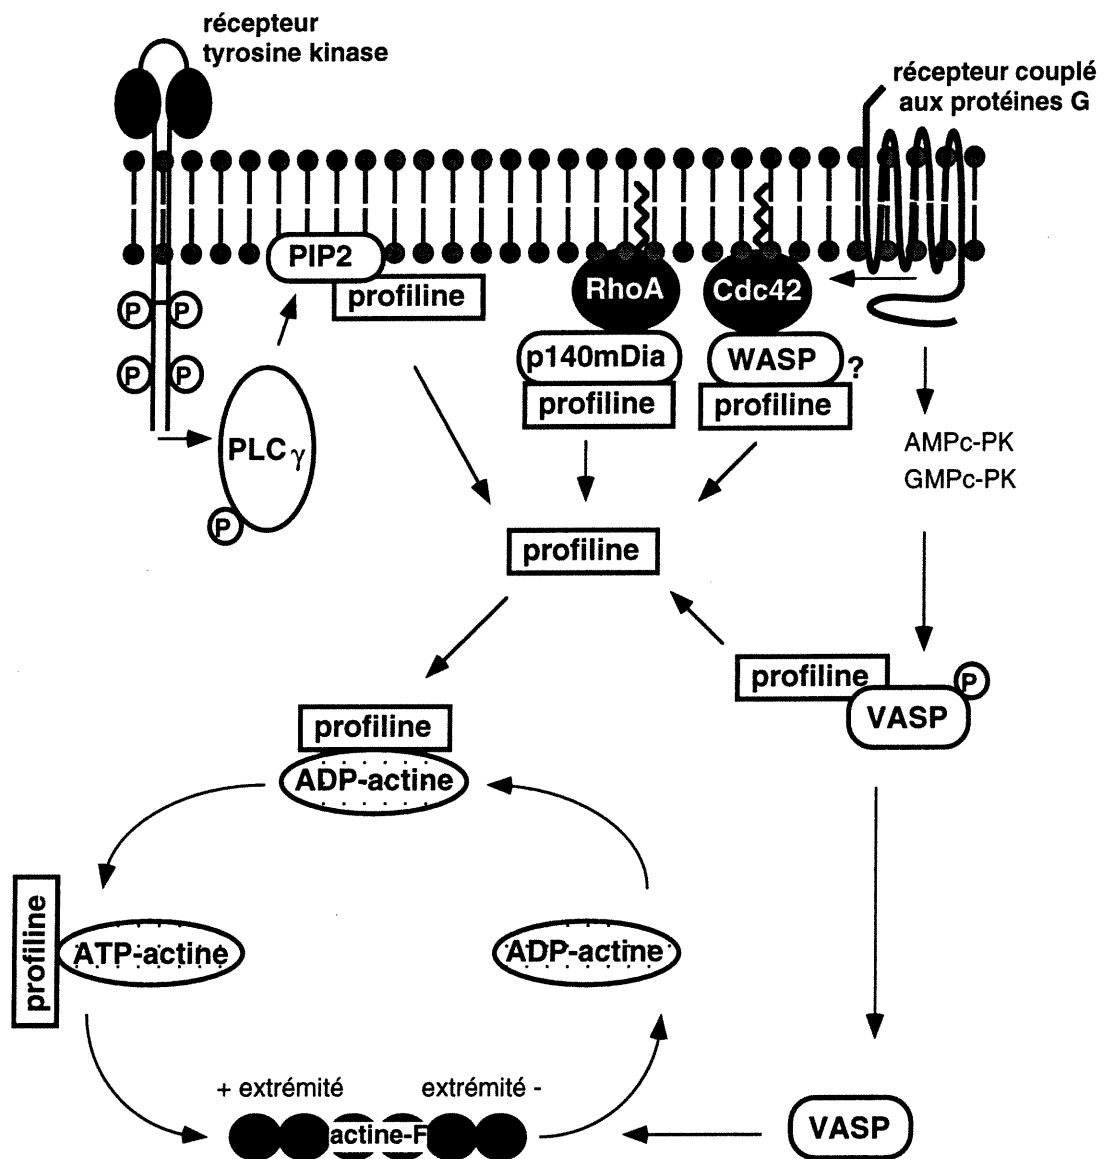 récepteur
tyrosine kinase
récepteur couplé
aux protéines G
PIP2
profiline
RhoA
Cdc42
P P
p140mDia
WASP ?
P P
profiline
profiline
AMPc-PK
PLCγ
GMPc-PK
P
profiline
profiline
P
VASP
profiline
ADP-actine
profiline
ATP-actine
ADP-actine
+ extrémité
extrémité -
actine-F
VASP